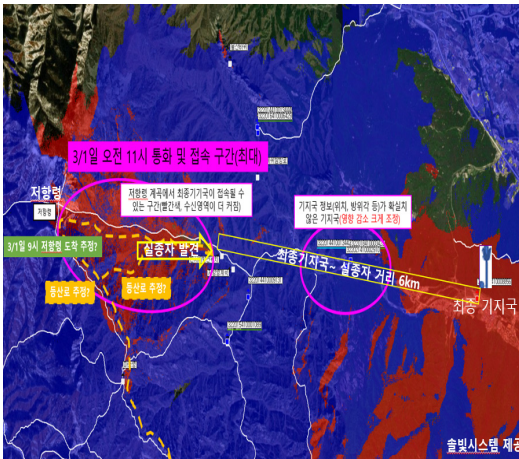 3/1일 오전 11시 통화 및 접속 구간(최대)
저항령
저항령
저항령 계곡에서 최종기기국이 접속될 수
있는 구간(빨간색, 수신영역이 더 커짐)
기지국 정보(위치, 방위각 등)가 확실치
않은 기지국(영향 감소 크게 조정)
3/1일 9시 저항령 도착 추정?
실종자 발견
최종기지국~ 실종자 거리 6km
등산로 추정?
등산로 추정?
최종 기지국
솔빛시스템 제공